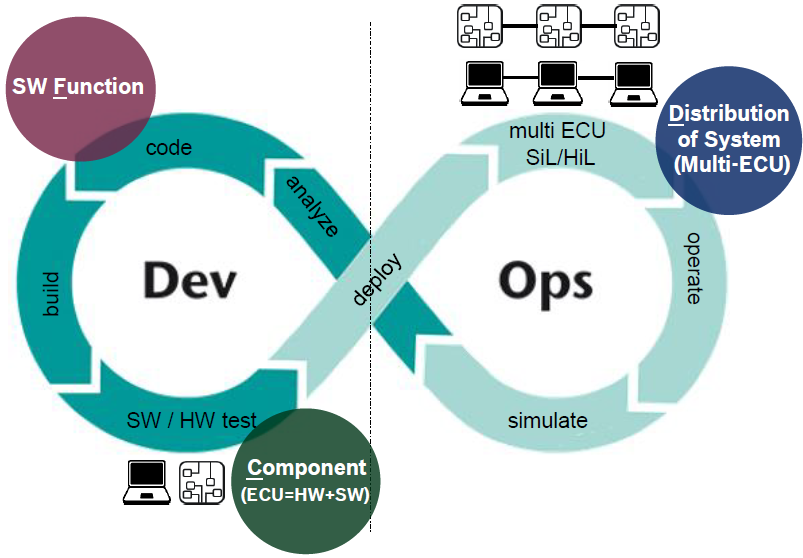 SW Function
code
analyze
build
Dev
SW / HW test
Component
(ECU=HW+SW)
deploy
multi ECU
SiL/HiL
Distribution
of System
(Multi-ECU)
operate
Ops
simulate